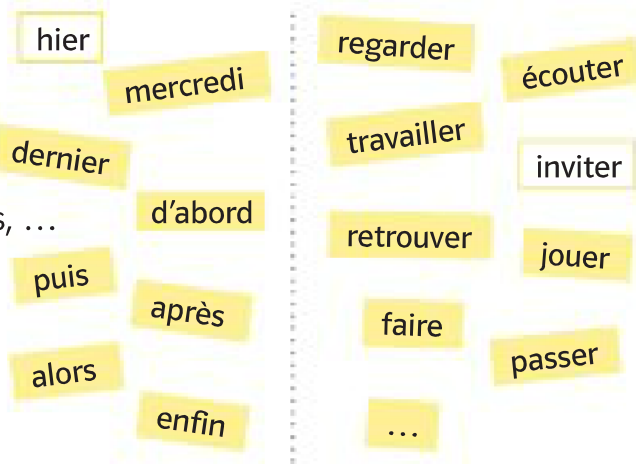 hier
mercredi
dernier
s, …
d'abord
puis
après
alors
enfin
regarder
écouter
travailler
inviter
retrouver
jouer
faire
passer
…